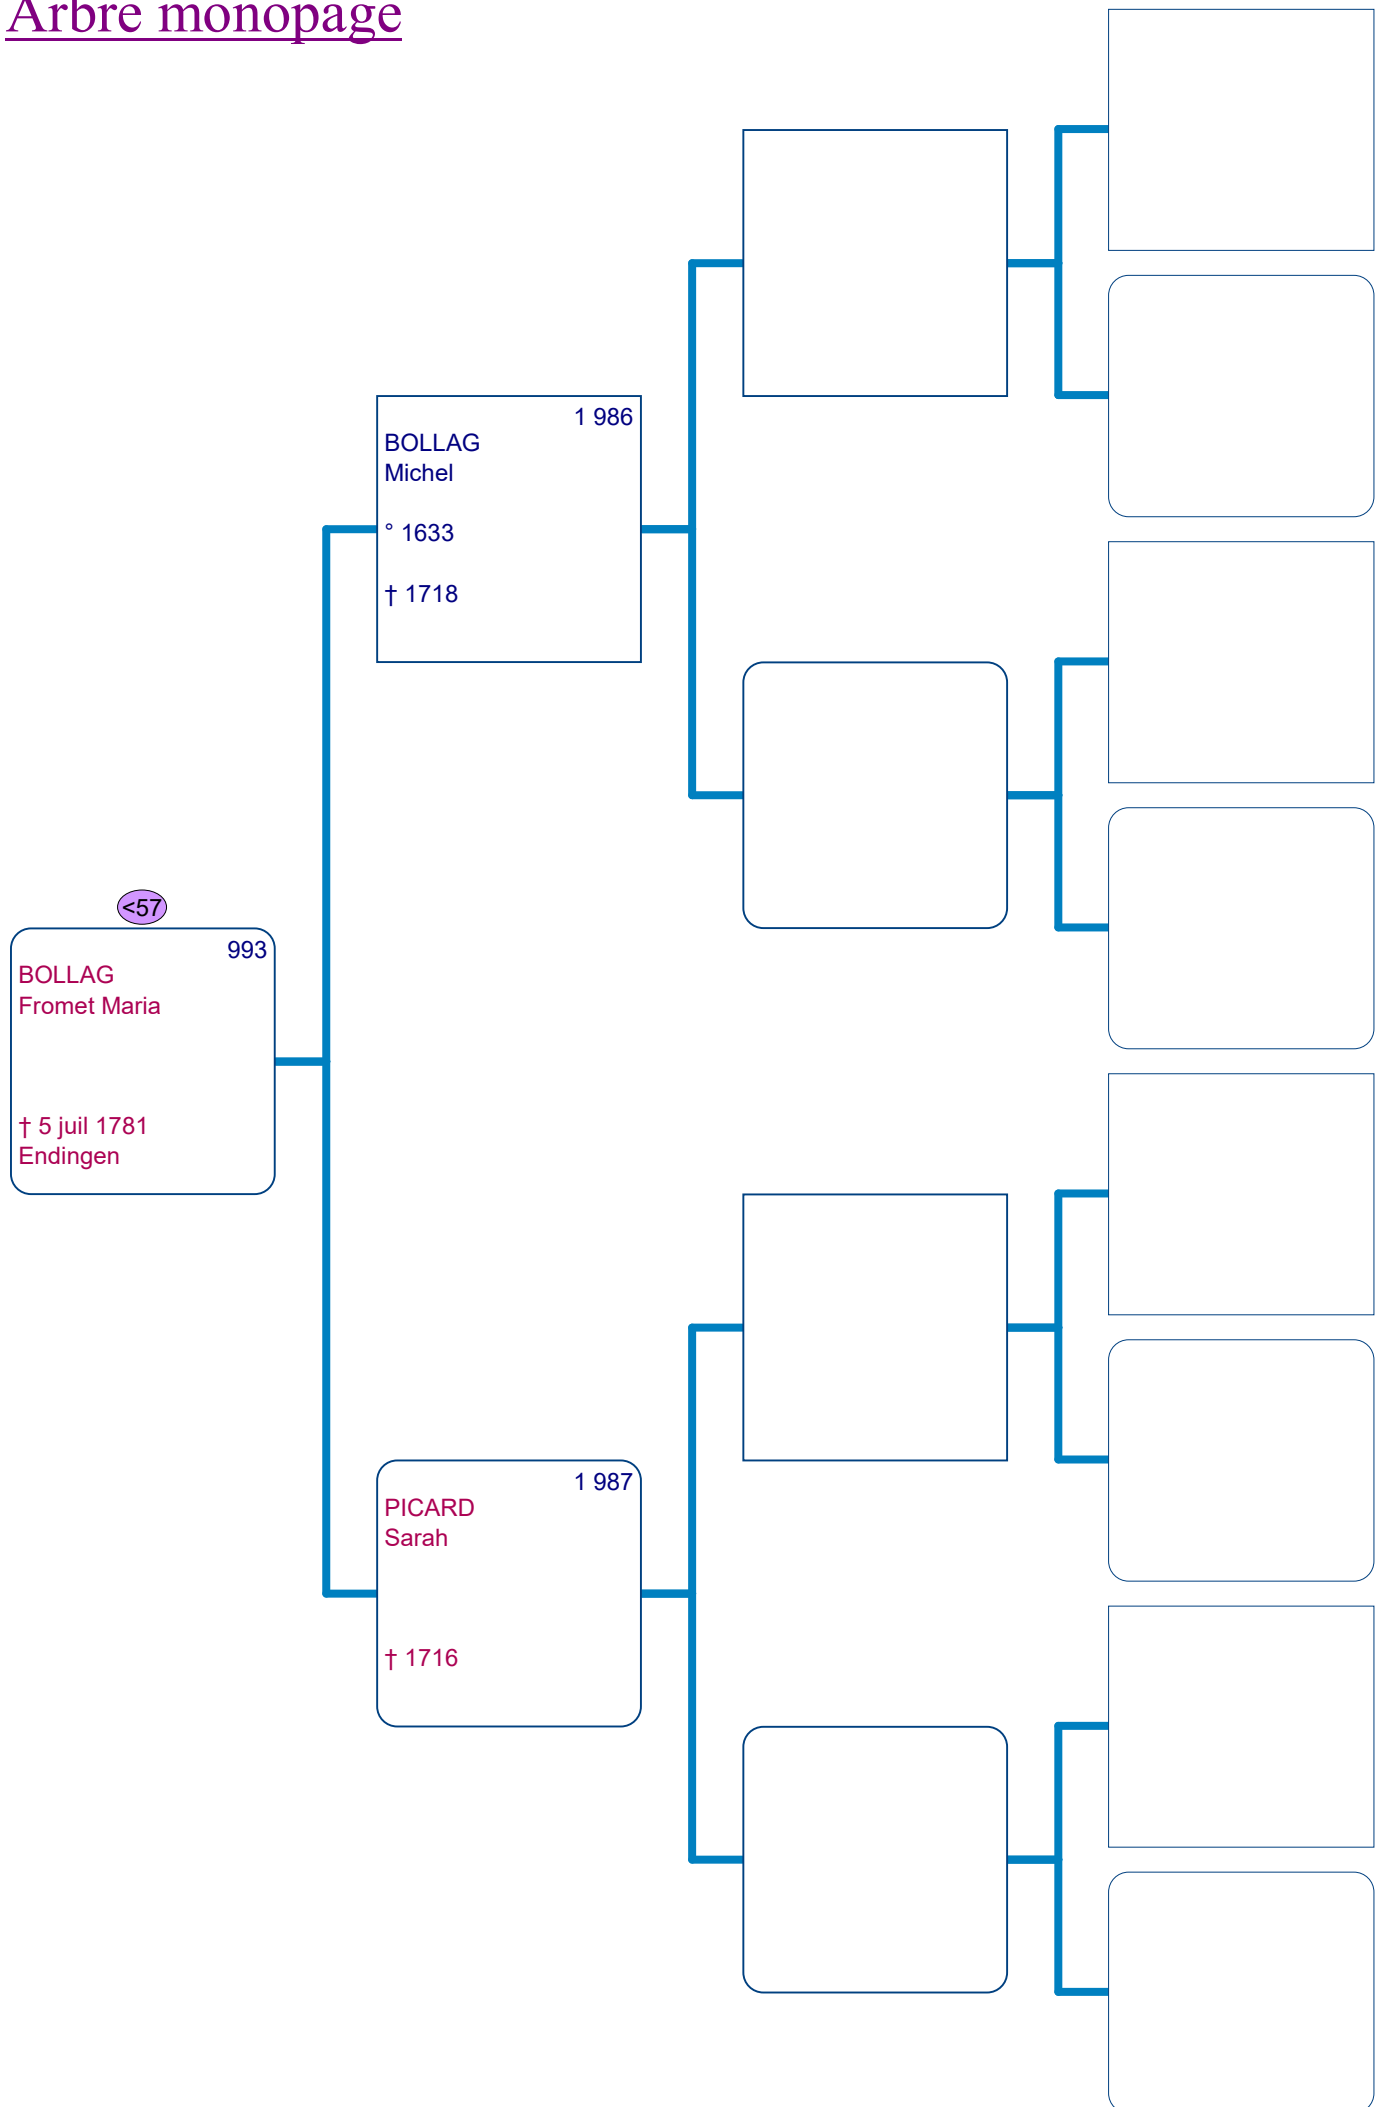 Arbre monopage
1 986
BOLLAG
Michel
° 1633
† 1718
<57
993
BOLLAG
Fromet Maria
† 5 juil 1781
Endingen
1 987
PICARD
Sarah
† 1716